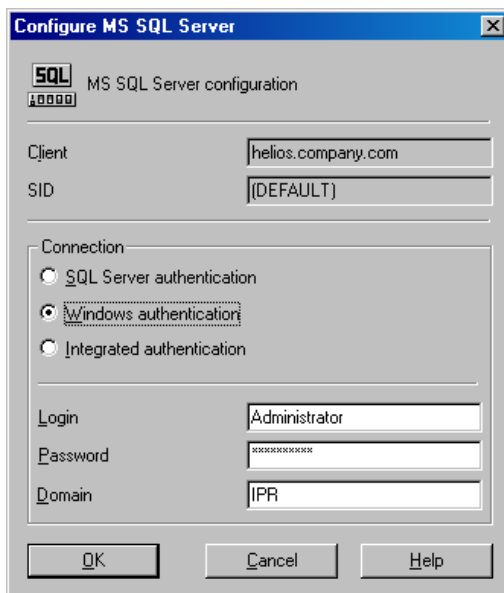 Configure MS SQL Server
SQL
MS SQL Server configuration
Client helios.company.com
SID (DEFAULT)
Connection
SQL Server authentication
Windows authentication
Integrated authentication
Login Administrator
Password **********
Domain IPR
OK Cancel Help